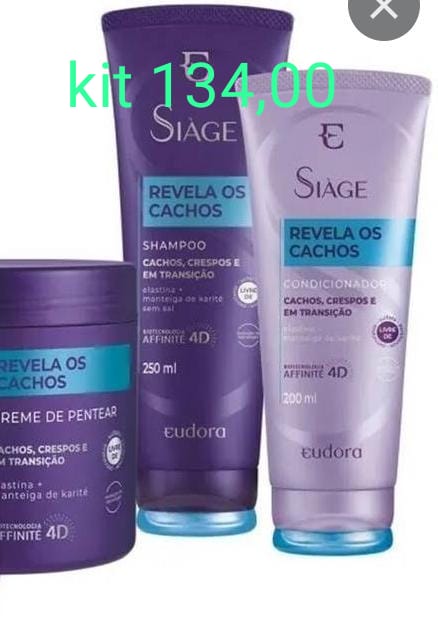 kit 134,00
SIÀGE
REVELA OS
CACHOS
SHAMPOO
CACHOS, CRESPOS E
EM TRANSIÇÃO
elastina +
manteiga de karité
sem sal
LIVRE
DE
BIOTECNOLOGIA
AFFINITÉ 4D
250 ml
eudora
SIÀGE
REVELA OS
CACHOS
CONDICIONADOR
CACHOS, CRESPOS E
EM TRANSIÇÃO
elastina +
manteiga de karité
LIVRE
DE
BIOTECNOLOGIA
AFFINITÉ 4D
200 ml
eudora
REVELA OS
CACHOS
CREME DE PENTEAR
CACHOS, CRESPOS E
EM TRANSIÇÃO
elastina +
manteiga de karité
LIVRE
DE
BIOTECNOLOGIA
AFFINITÉ 4D